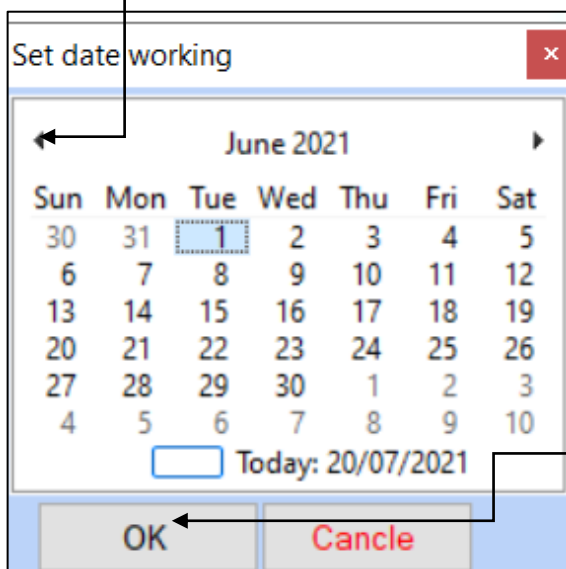 Set date working
June 2021
Sun Mon Tue Wed Thu Fri Sat
30 31 1 2 3 4 5
6 7 8 9 10 11 12
13 14 15 16 17 18 19
20 21 22 23 24 25 26
27 28 29 30 1 2 3
4 5 6 7 8 9 10
Today: 20/07/2021
OK Cancle